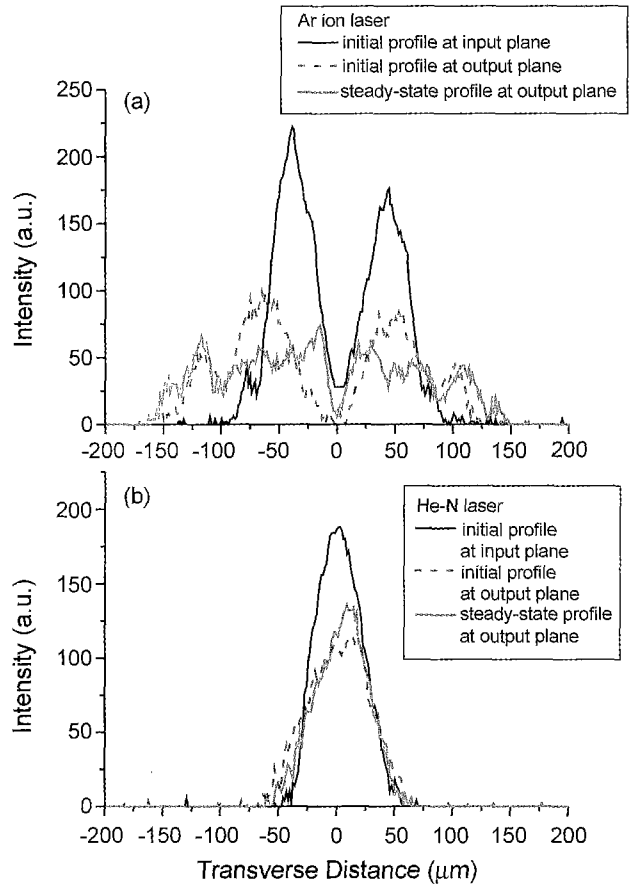 Ar ion laser
initial profile at input plane
initial profile at output plane
steady-state profile at output plane
(a)
250
200
150
100
50
0
Intensity (a.u.)
-200 -150 -100 -50 0 50 100 150 200
(b)
He-N laser
initial profile
at input plane
initial profile
at output plane
steady-state profile
at output plane
200
150
100
50
0
Intensity (a.u.)
-200 -150 -100 -50 0 50 100 150 200
Transverse Distance (μm)